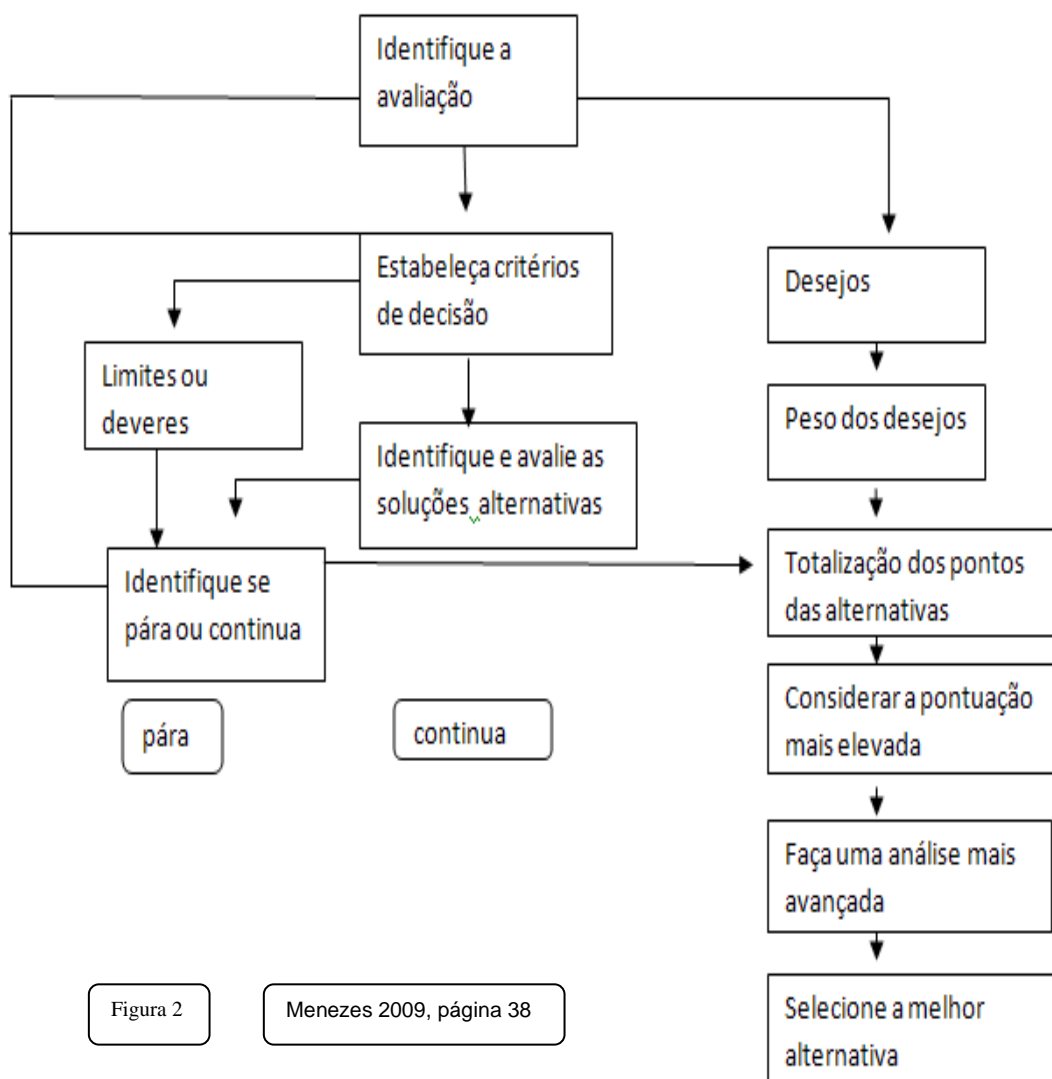 Identifique a
avaliação
Estabeleça critérios
de decisão
Desejos
Limites ou
deveres
Peso dos desejos
Identifique e avalie as
soluções alternativas
Identifique se
pára ou continua
Totalização dos pontos
das alternativas
Considerar a pontuação
mais elevada
pára
continua
Faça uma análise mais
avançada
Selecione a melhor
alternativa
Figura 2
Menezes 2009, página 38